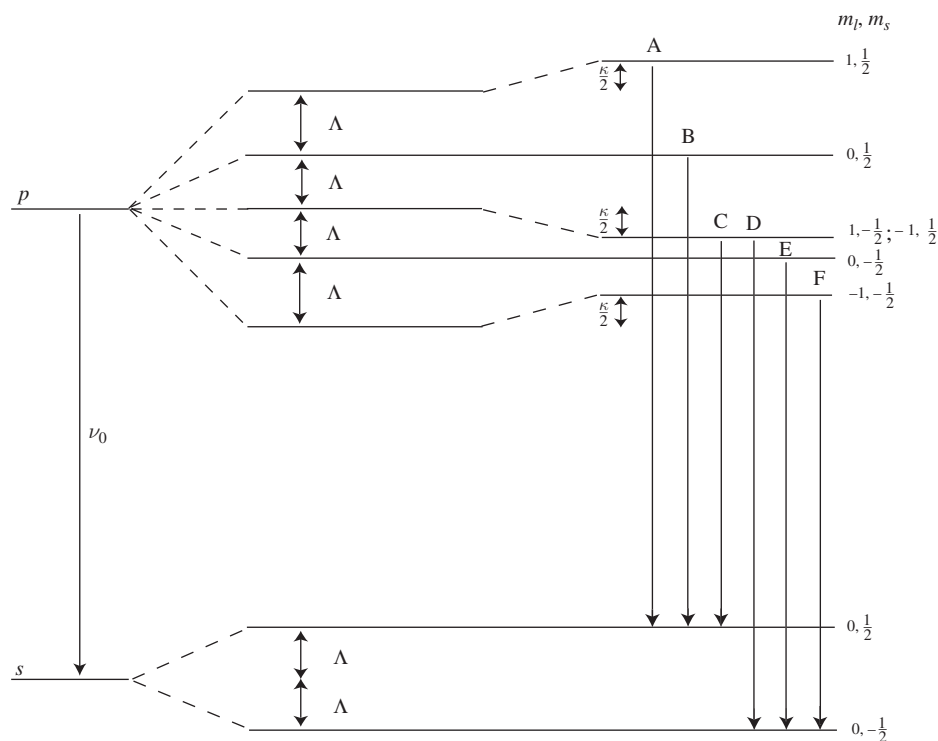 m_l, m_s
A
1, 1/2
κ/2
Λ
B
0, 1/2
Λ
p
κ/2
C
D
1, -1/2; -1, 1/2
Λ
E
0, -1/2
F
Λ
κ/2
-1, -1/2
ν_0
0, 1/2
Λ
s
Λ
0, -1/2